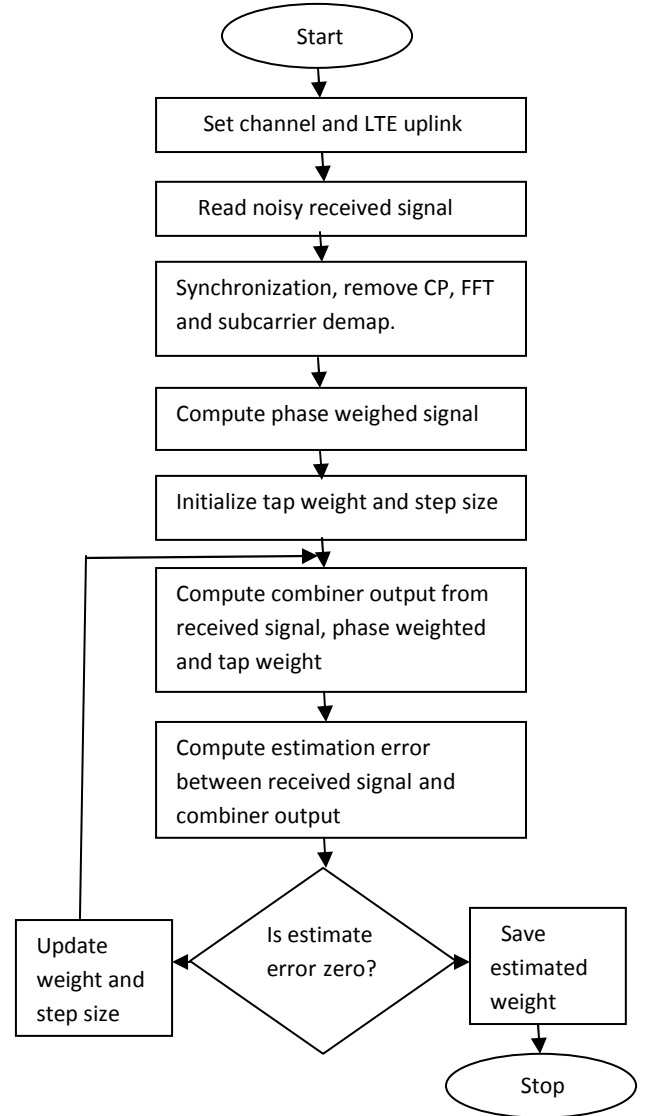 Start
Set channel and LTE uplink
Read noisy received signal
Synchronization, remove CP, FFT
and subcarrier demap.
Compute phase weighed signal
Initialize tap weight and step size
Compute combiner output from
received signal, phase weighted
and tap weight
Compute estimation error
between received signal and
combiner output
Is estimate
error zero?
Update
weight and
step size
Save
estimated
weight
Stop